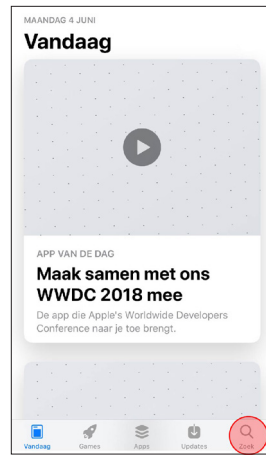 MAANDAG 4 JUNI
Vandaag
APP VAN DE DAG
Maak samen met ons
WWDC 2018 mee
De app die Apple's Worldwide Developers
Conference naar je toe brengt.
Vandaag Games Apps Updates Zoek